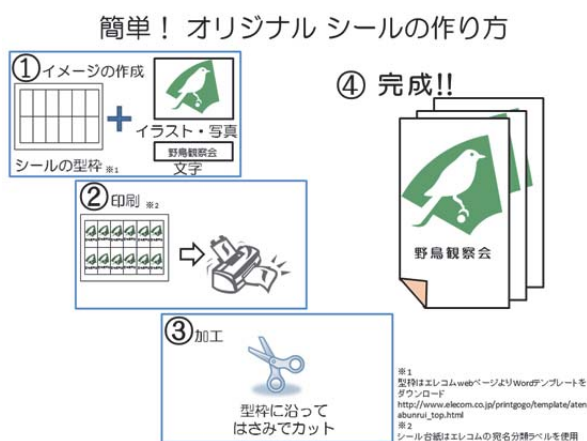 簡単！ オリジナル シールの作り方
①イメージの作成
イラスト・写真
野鳥観察会
文字
シールの型枠 ※1
②印刷 ※2
③加工
型枠に沿って
はさみでカット
④ 完成!!
野鳥観察会
※1
型枠はエレコムwebページよりWordテンプレートを
ダウンロード
http://www.elecom.co.jp/printgogo/template/aten
abunrui_top.html
※2
シール台紙はエレコムの宛名分類ラベルを使用